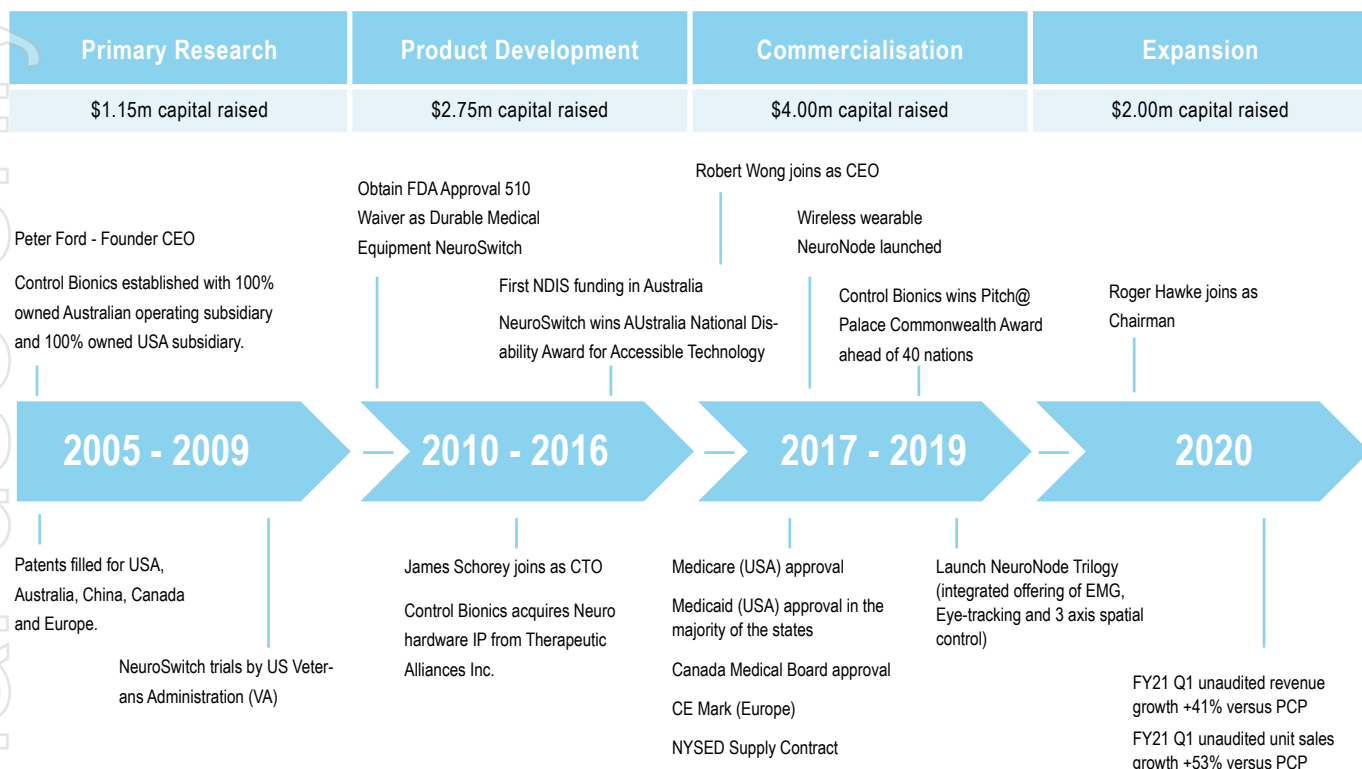 Primary Research
Product Development
Commercialisation
Expansion
$1.15m capital raised
$2.75m capital raised
$4.00m capital raised
$2.00m capital raised
Peter Ford - Founder CEO
Control Bionics established with 100%
owned Australian operating subsidiary
and 100% owned USA subsidiary.
Obtain FDA Approval 510
Waiver as Durable Medical
Equipment NeuroSwitch
First NDIS funding in Australia
NeuroSwitch wins AUstralia National Dis-
ability Award for Accessible Technology
Robert Wong joins as CEO
Wireless wearable
NeuroNode launched
Control Bionics wins Pitch@
Palace Commonwealth Award
ahead of 40 nations
Roger Hawke joins as
Chairman
2005 - 2009
2010 - 2016
2017 - 2019
2020
Patents filled for USA,
Australia, China, Canada
and Europe.
NeuroSwitch trials by US Veter-
ans Administration (VA)
James Schorey joins as CTO
Control Bionics acquires Neuro
hardware IP from Therapeutic
Alliances Inc.
Medicare (USA) approval
Medicaid (USA) approval in the
majority of the states
Canada Medical Board approval
CE Mark (Europe)
NYSED Supply Contract
Launch NeuroNode Trilogy
(integrated offering of EMG,
Eye-tracking and 3 axis spatial
control)
FY21 Q1 unaudited revenue
growth +41% versus PCP
FY21 Q1 unaudited unit sales
growth +53% versus PCP